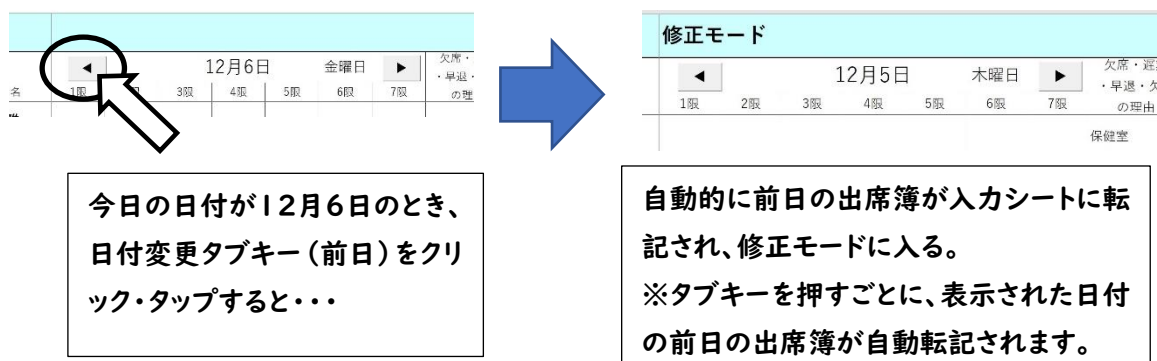 ◀ 12月6日 金曜日 ▶ 欠席・
・早退・
名 1限 3限 4限 5限 6限 7限 の理
今日の日付が12月6日のとき、
日付変更タブキー(前日)をクリ
ック・タップすると・・・
修正モード
◀ 12月5日 木曜日 ▶ 欠席・遅
・早退・欠
1限 2限 3限 4限 5限 6限 7限 の理由
保健室
自動的に前日の出席簿が入力シートに転
記され、修正モードに入る。
※タブキーを押すごとに、表示された日付
の前日の出席簿が自動転記されます。